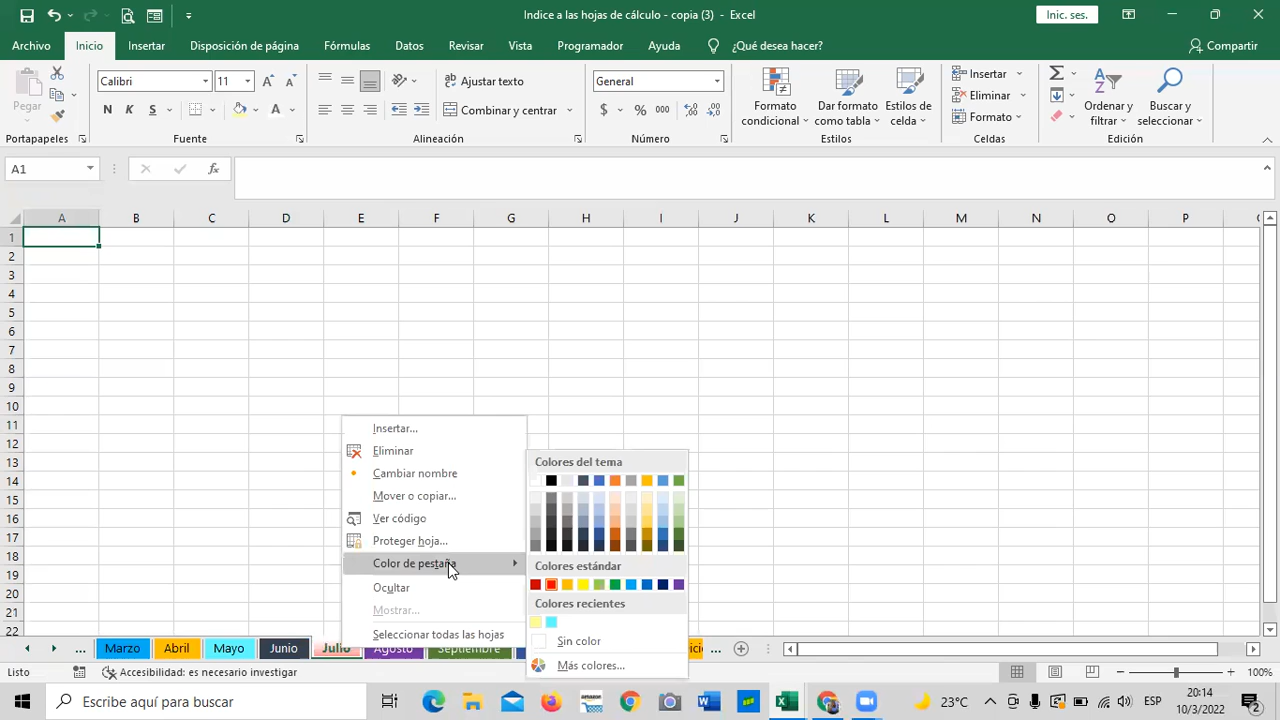 Indice a las hojas de cálculo - copia (3) - Excel
Inic. ses.
Archivo Inicio Insertar Disposición de página Fórmulas Datos Revisar Vista Programador Ayuda ¿Qué desea hacer? Compartir
Pegar
Calibri 11
N K S
A A
Ajustar texto
Combinar y centrar
General
$ % 000
Formato condicional
Dar formato como tabla
Estilos de celda
Insertar
Eliminar
Formato
Ordenar y filtrar
Buscar y seleccionar
Portapapeles Fuente Alineación Número Estilos Celdas Edición
A1 fx
A B C D E F G H I J K L M N O P
1
2
3
4
5
6
7
8
9
10
11
12
13
14
15
16
17
18
19
20
21
22
Insertar...
Eliminar
Cambiar nombre
Mover o copiar...
Ver código
Proteger hoja...
Color de pestaña
Ocultar
Mostrar...
Seleccionar todas las hojas
Colores del tema
Colores estándar
Colores recientes
Sin color
Más colores...
... Marzo Abril Mayo Junio Julio Agosto Septiembre ...
Listo Accesibilidad: es necesario investigar 100%
Escribe aquí para buscar
amazon
23°C
ESP
20:14
10/3/2022
2